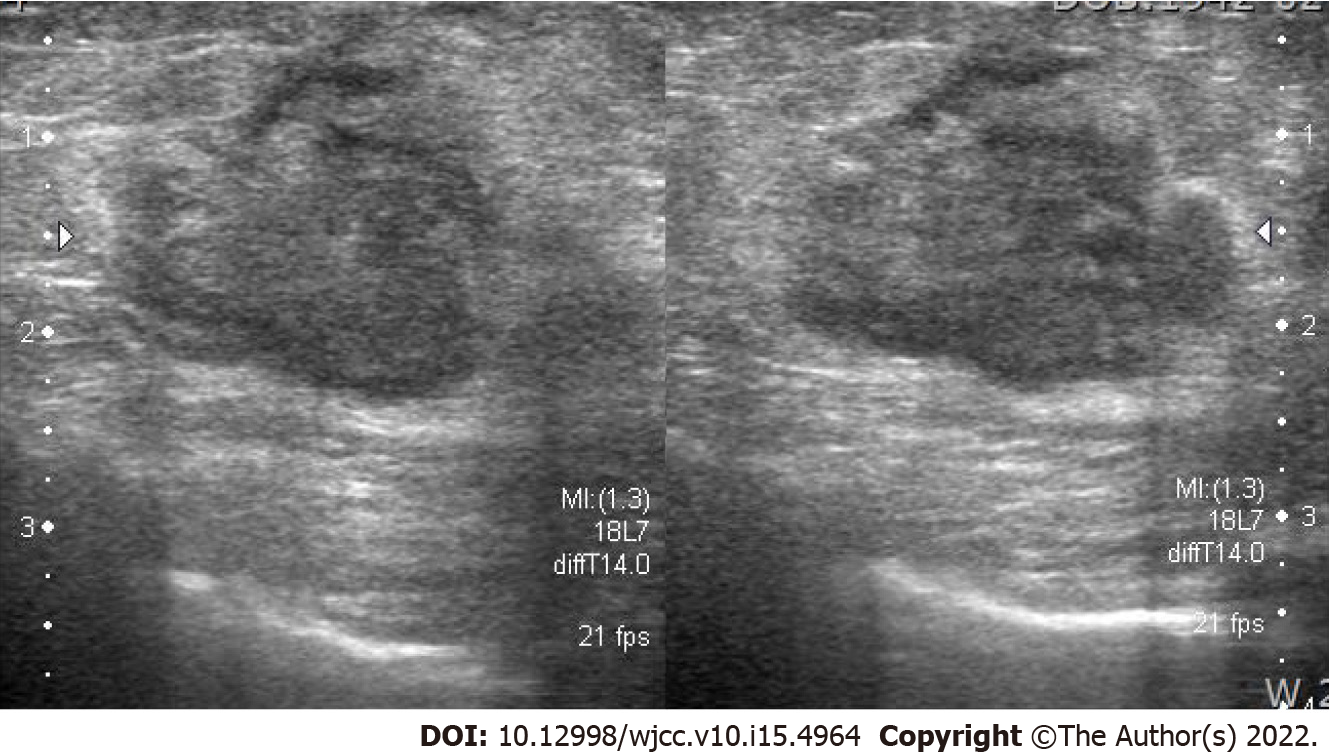 1
2
3
MI:(1.3)
18L7
diffT14.0
21 fps
1
2
3
MI:(1.3)
18L7
diffT14.0
21 fps
DOI: 10.12998/wjcc.v10.i15.4964 Copyright ©The Author(s) 2022.